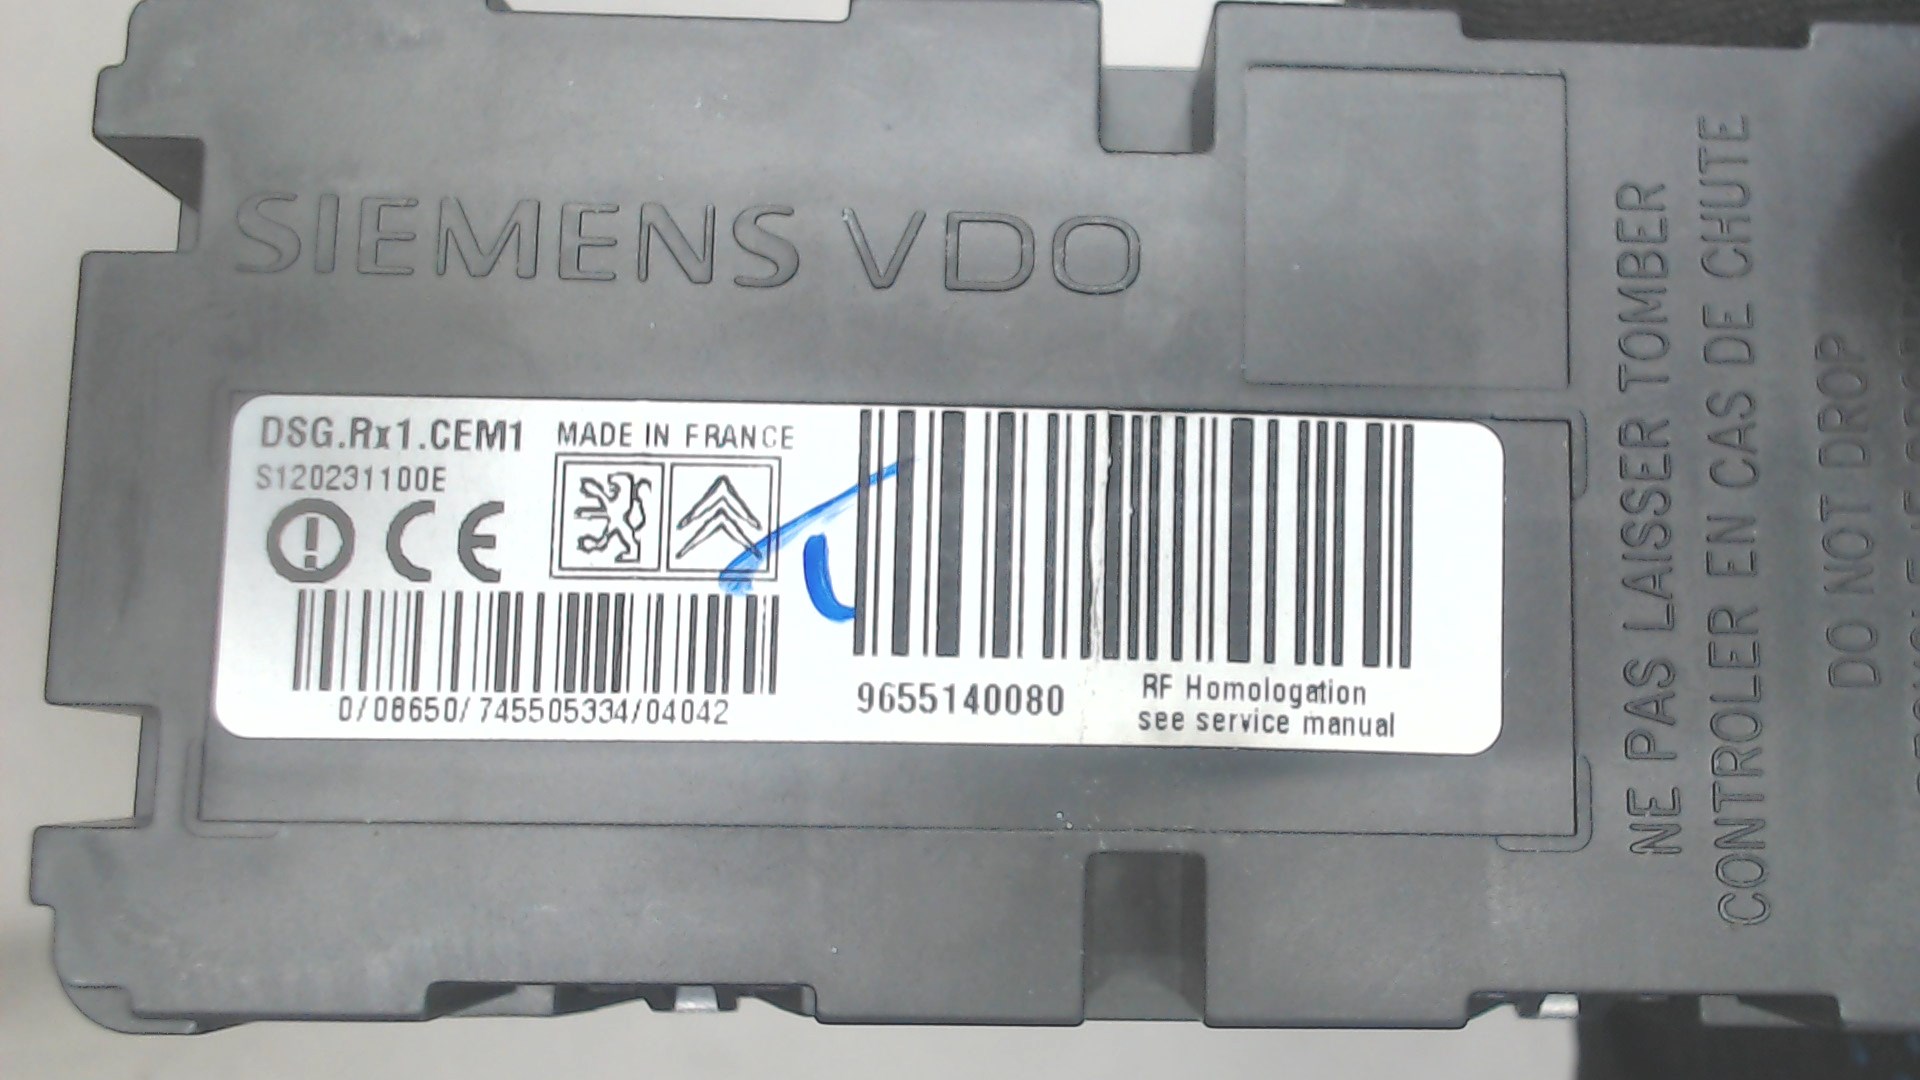 SIEMENS VDO
DSG.Rx1.CEM1
MADE IN FRANCE
S120231100E
CE
0/08650/745505334/04042
9655140080
RF Homologation
see service manual
NE PAS LAISSER TOMBER
CONTROLER EN CAS DE CHUTE
DO NOT DROP